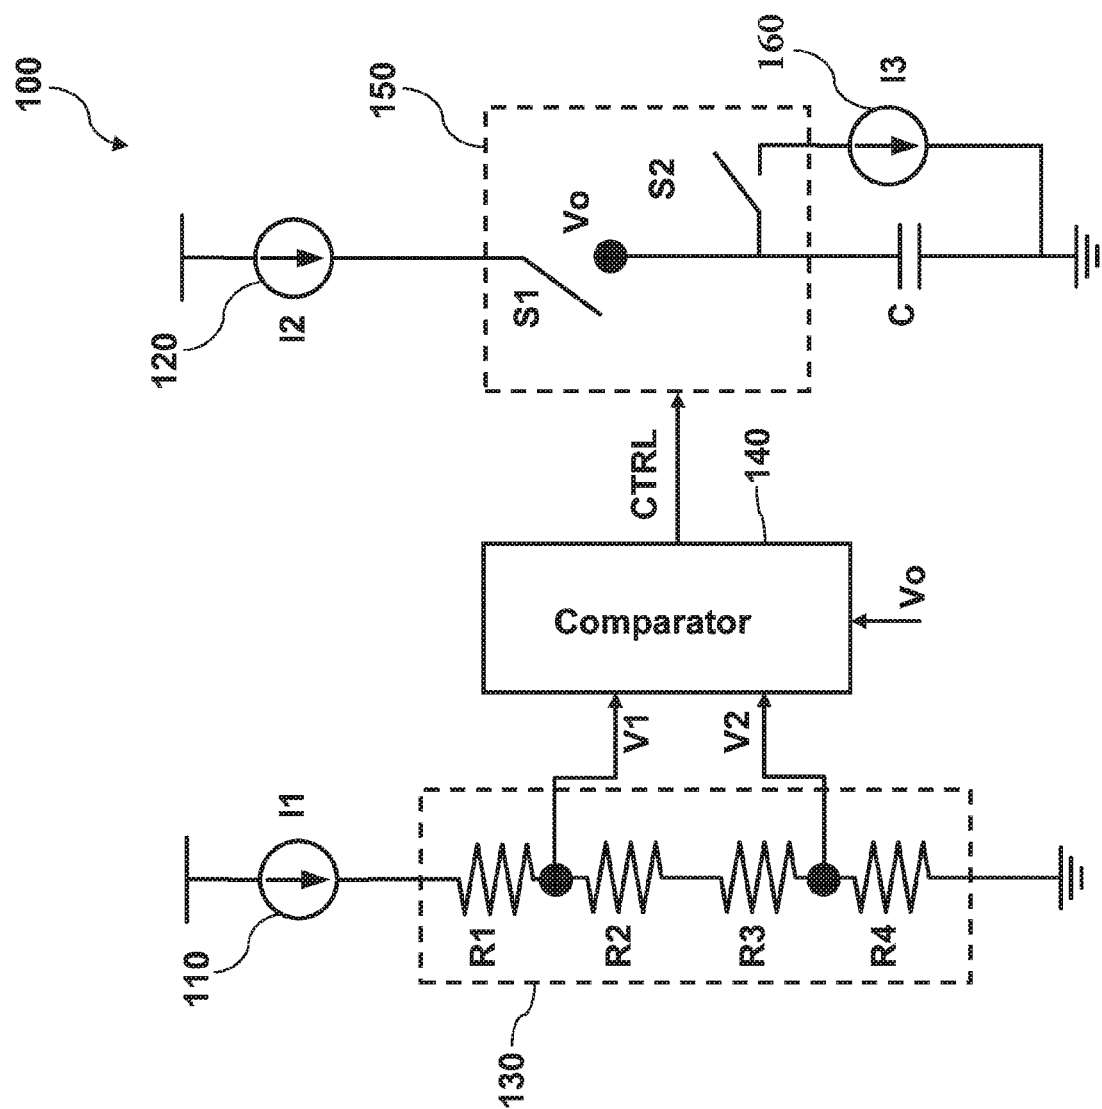 100
110
I1
120
I2
130
R1
R2
R3
R4
V1
V2
Comparator
140
Vo
CTRL
150
S1
Vo
S2
C
160
I3